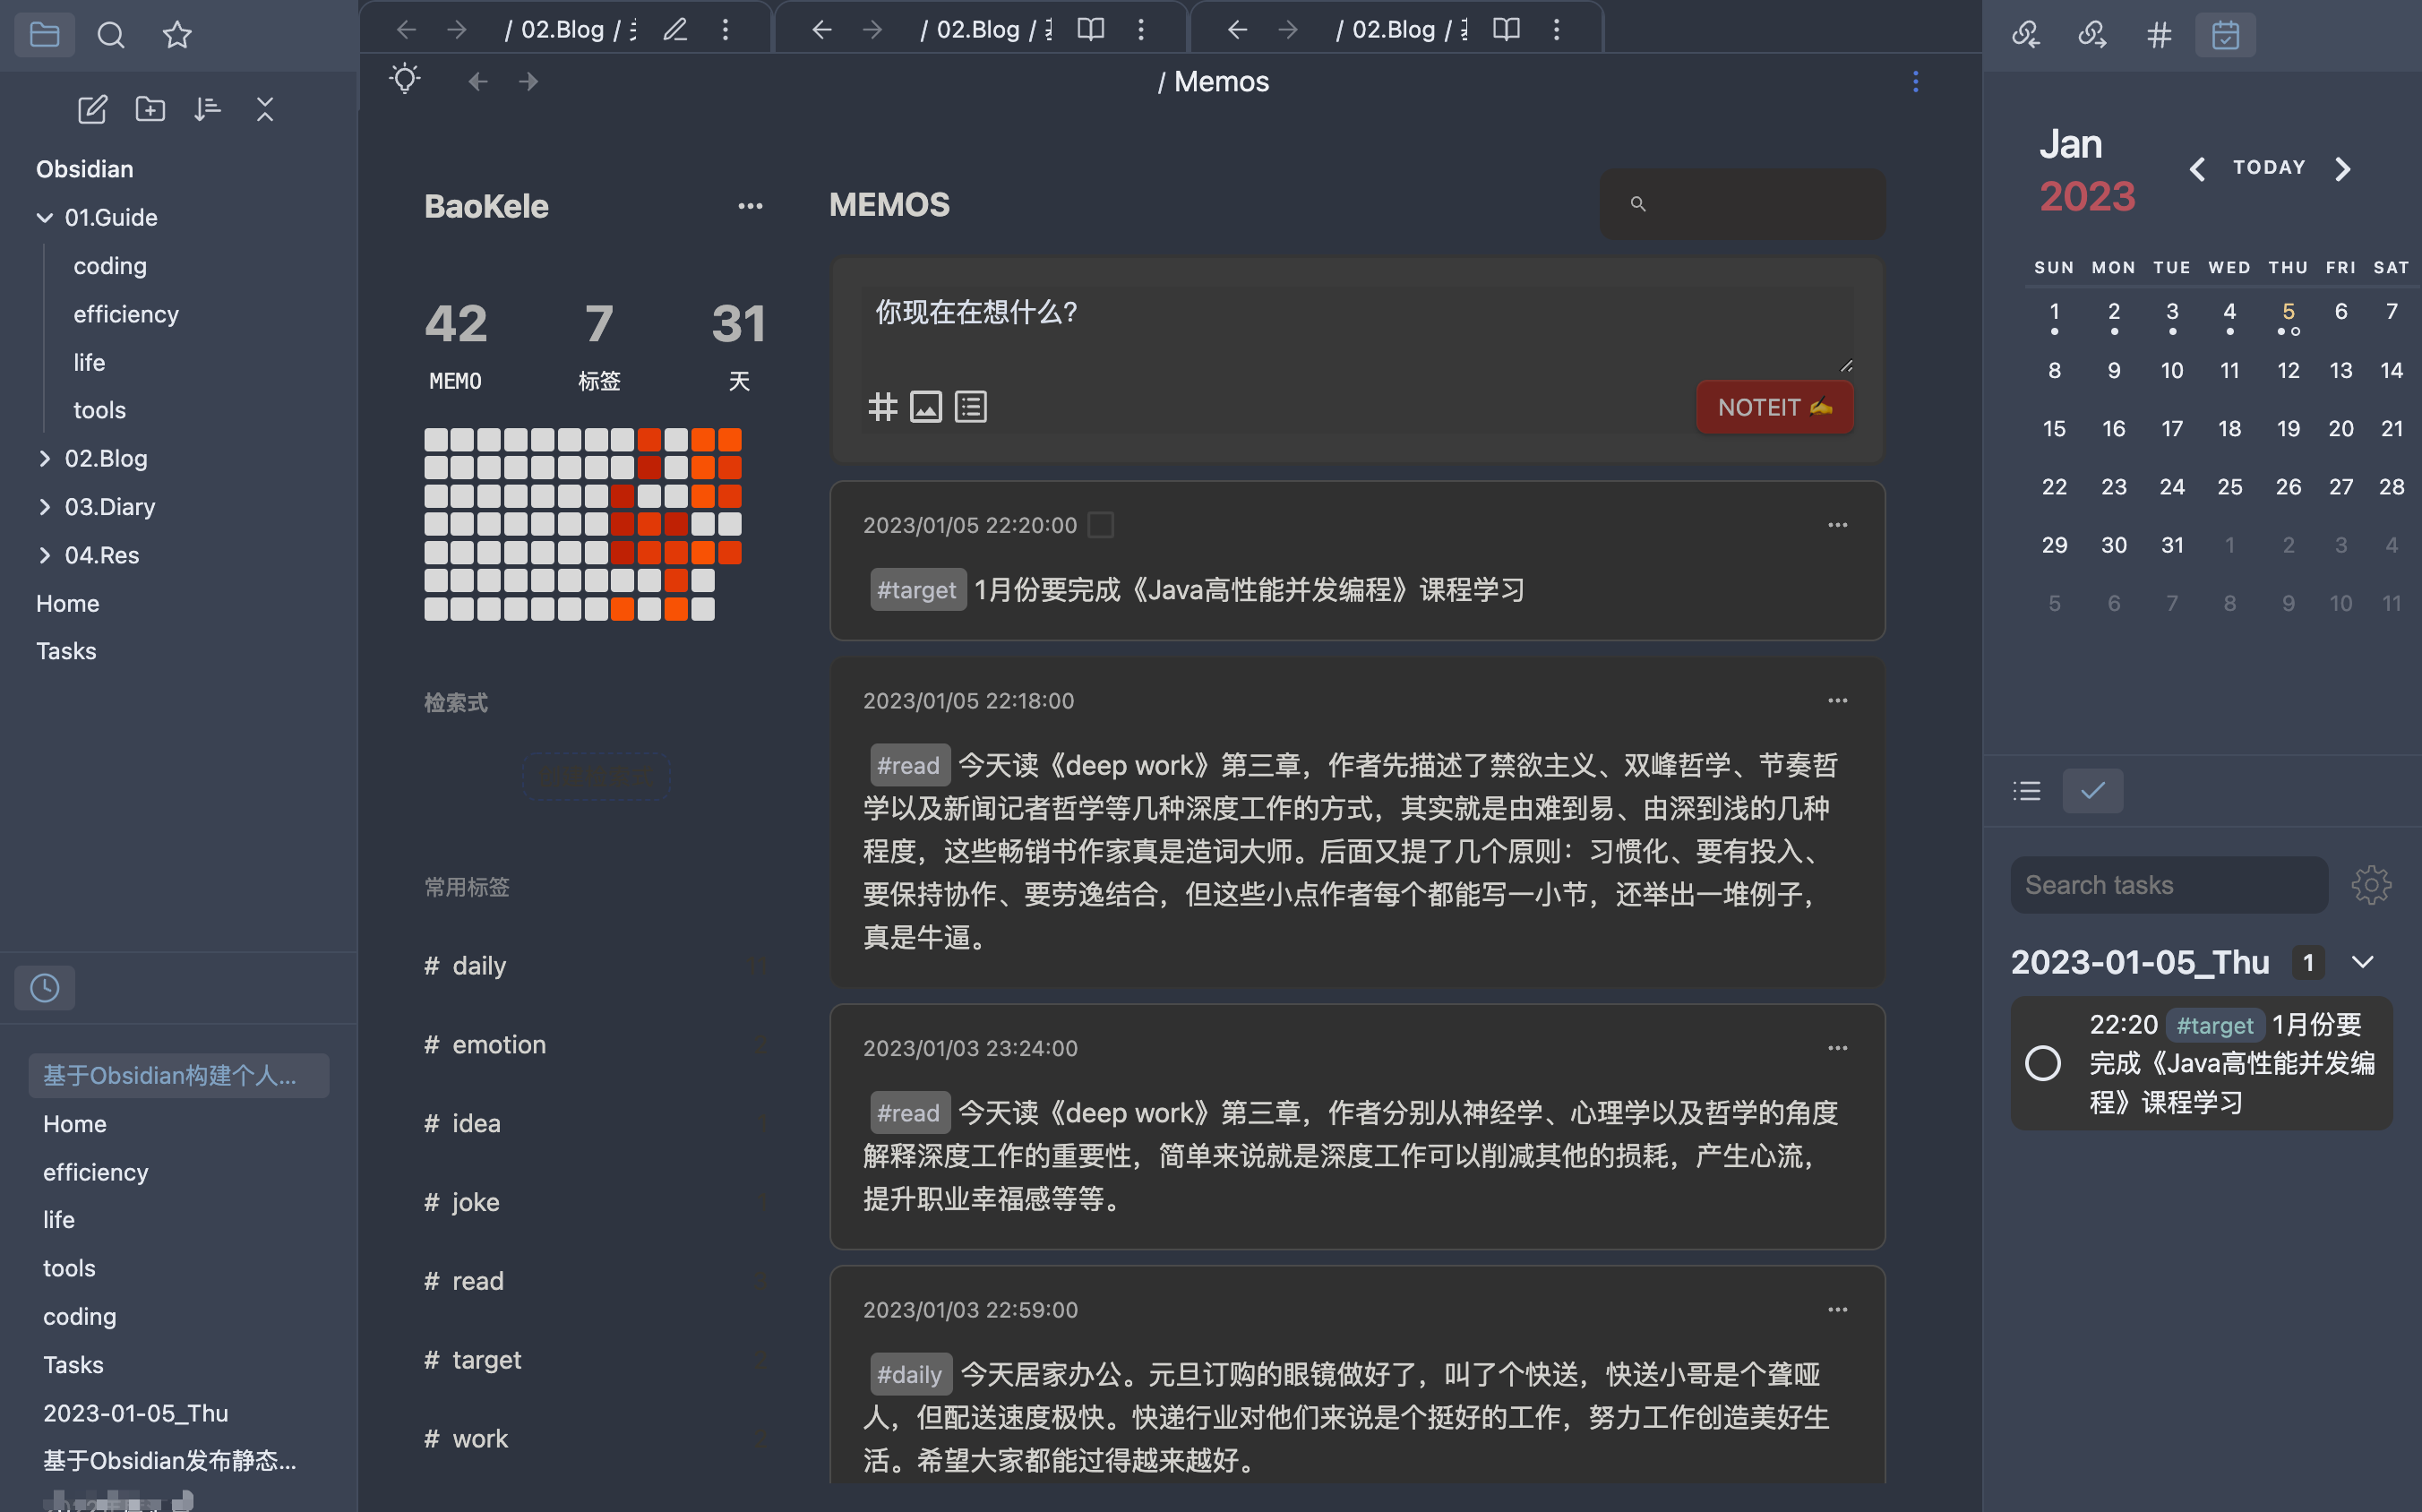 Obsidian
01.Guide
coding
efficiency
life
tools
02.Blog
03.Diary
04.Res
Home
Tasks
基于Obsidian构建个人...
Home
efficiency
life
tools
coding
Tasks
2023-01-05_Thu
基于Obsidian发布静态...
/ 02.Blog /
/ 02.Blog /
/ 02.Blog /
/ Memos
BaoKele
42 7 31
MEMO 标签 天
检索式
常用标签
# daily
# emotion
# idea
# joke
# read
# target
# work
MEMOS
你现在在想什么?
NOTEIT ✍️
2023/01/05 22:20:00
#target 1月份要完成《Java高性能并发编程》课程学习
2023/01/05 22:18:00
#read 今天读《deep work》第三章，作者先描述了禁欲主义、双峰哲学、节奏哲
学以及新闻记者哲学等几种深度工作的方式，其实就是由难到易、由深到浅的几种
程度，这些畅销书作家真是造词大师。后面又提了几个原则：习惯化、要有投入、
要保持协作、要劳逸结合，但这些小点作者每个都能写一小节，还举出一堆例子，
真是牛逼。
2023/01/03 23:24:00
#read 今天读《deep work》第三章，作者分别从神经学、心理学以及哲学的角度
解释深度工作的重要性，简单来说就是深度工作可以削减其他的损耗，产生心流，
提升职业幸福感等等。
2023/01/03 22:59:00
#daily 今天居家办公。元旦订购的眼镜做好了，叫了个快送，快送小哥是个聋哑
人，但配送速度极快。快递行业对他们来说是个挺好的工作，努力工作创造美好生
活。希望大家都能过得越来越好。
Jan
2023
TODAY
SUN MON TUE WED THU FRI SAT
1 2 3 4 5 6 7
8 9 10 11 12 13 14
15 16 17 18 19 20 21
22 23 24 25 26 27 28
29 30 31 1 2 3 4
5 6 7 8 9 10 11
Search tasks
2023-01-05_Thu 1
22:20 #target 1月份要
完成《Java高性能并发编
程》课程学习